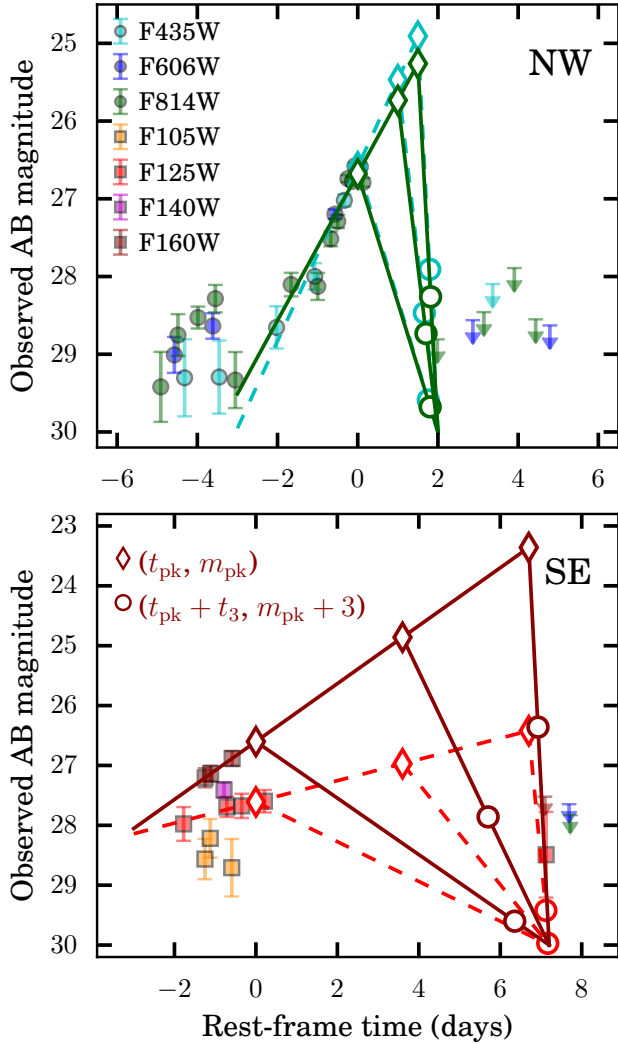 NW
F435W
F606W
F814W
F105W
F125W
F140W
F160W
Observed AB magnitude
25
26
27
28
29
30
−6 −4 −2 0 2 4 6
SE
(t_pk, m_pk)
(t_pk + t_3, m_pk + 3)
Observed AB magnitude
23
24
25
26
27
28
29
30
−2 0 2 4 6 8
Rest-frame time (days)